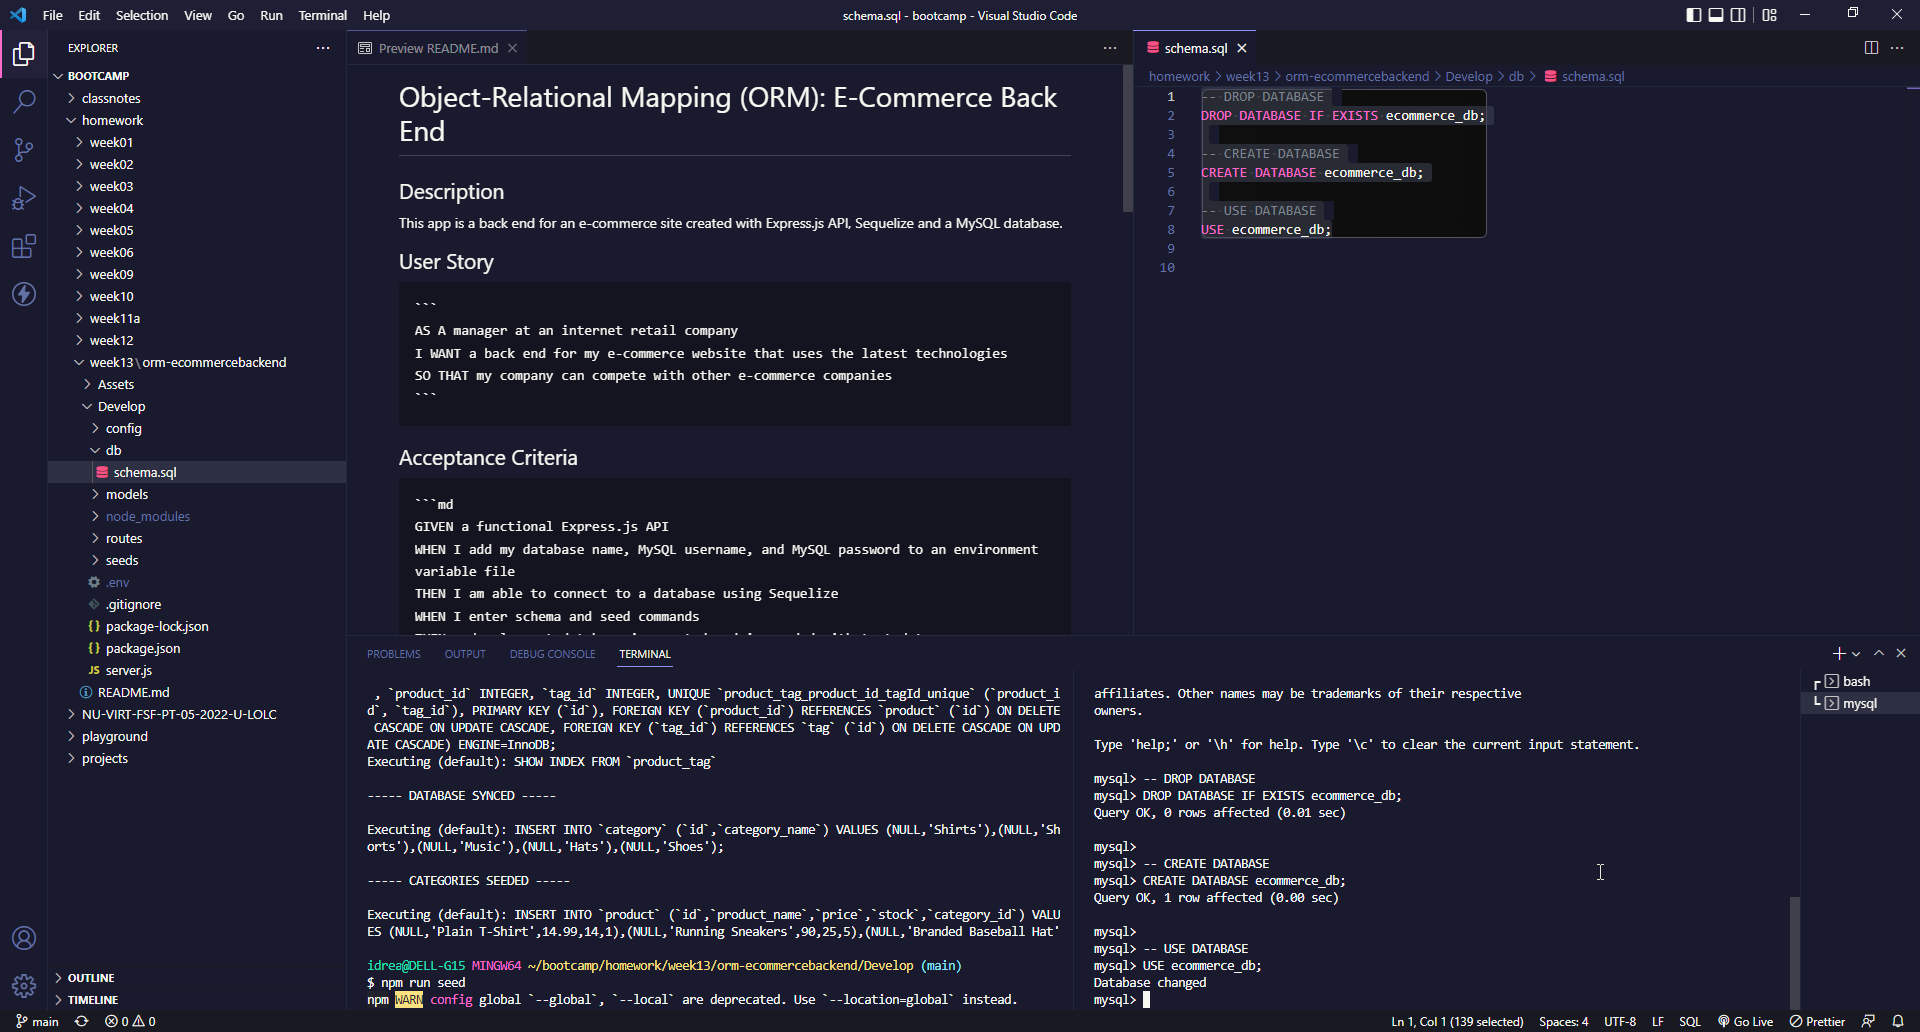 File Edit Selection View Go Run Terminal Help
schema.sql - bootcamp - Visual Studio Code
EXPLORER
BOOTCAMP
classnotes
homework
week01
week02
week03
week04
week05
week06
week09
week10
week11a
week12
week13\orm-ecommercebackend
Assets
Develop
config
db
schema.sql
models
node_modules
routes
seeds
.env
.gitignore
package-lock.json
package.json
JS server.js
README.md
NU-VIRT-FSF-PT-05-2022-U-LOLC
playground
projects
OUTLINE
TIMELINE
Preview README.md
Object-Relational Mapping (ORM): E-Commerce Back
End
Description
This app is a back end for an e-commerce site created with Express.js API, Sequelize and a MySQL database.
User Story
```
AS A manager at an internet retail company
I WANT a back end for my e-commerce website that uses the latest technologies
SO THAT my company can compete with other e-commerce companies
```
Acceptance Criteria
```md
GIVEN a functional Express.js API
WHEN I add my database name, MySQL username, and MySQL password to an environment
variable file
THEN I am able to connect to a database using Sequelize
WHEN I enter schema and seed commands
schema.sql
homework > week13 > orm-ecommercebackend > Develop > db > schema.sql
1 -- DROP DATABASE
2 DROP DATABASE IF EXISTS ecommerce_db;
3
4 -- CREATE DATABASE
5 CREATE DATABASE ecommerce_db;
6
7 -- USE DATABASE
8 USE ecommerce_db;
9
10
PROBLEMS OUTPUT DEBUG CONSOLE TERMINAL
, `product_id` INTEGER, `tag_id` INTEGER, UNIQUE `product_tag_product_id_tagId_unique` (`product_i
d`, `tag_id`), PRIMARY KEY (`id`), FOREIGN KEY (`product_id`) REFERENCES `product` (`id`) ON DELETE
CASCADE ON UPDATE CASCADE, FOREIGN KEY (`tag_id`) REFERENCES `tag` (`id`) ON DELETE CASCADE ON UPD
ATE CASCADE) ENGINE=InnoDB;
Executing (default): SHOW INDEX FROM `product_tag`
----- DATABASE SYNCED -----
Executing (default): INSERT INTO `category` (`id`,`category_name`) VALUES (NULL,'Shirts'),(NULL,'Sh
orts'),(NULL,'Music'),(NULL,'Hats'),(NULL,'Shoes');
----- CATEGORIES SEEDED -----
Executing (default): INSERT INTO `product` (`id`,`product_name`,`price`,`stock`,`category_id`) VALU
ES (NULL,'Plain T-Shirt',14.99,14,1),(NULL,'Running Sneakers',90,25,5),(NULL,'Branded Baseball Hat'
idrea@DELL-G15 MINGW64 ~/bootcamp/homework/week13/orm-ecommercebackend/Develop (main)
$ npm run seed
npm WARN config global `--global`, `--local` are deprecated. Use `--location=global` instead.
affiliates. Other names may be trademarks of their respective
owners.
Type 'help;' or '\h' for help. Type '\c' to clear the current input statement.
mysql> -- DROP DATABASE
mysql> DROP DATABASE IF EXISTS ecommerce_db;
Query OK, 0 rows affected (0.01 sec)
mysql>
mysql> -- CREATE DATABASE
mysql> CREATE DATABASE ecommerce_db;
Query OK, 1 row affected (0.00 sec)
mysql>
mysql> -- USE DATABASE
mysql> USE ecommerce_db;
Database changed
mysql>
bash
mysql
main 0 0
Ln 1, Col 1 (139 selected) Spaces: 4 UTF-8 LF SQL Go Live Prettier